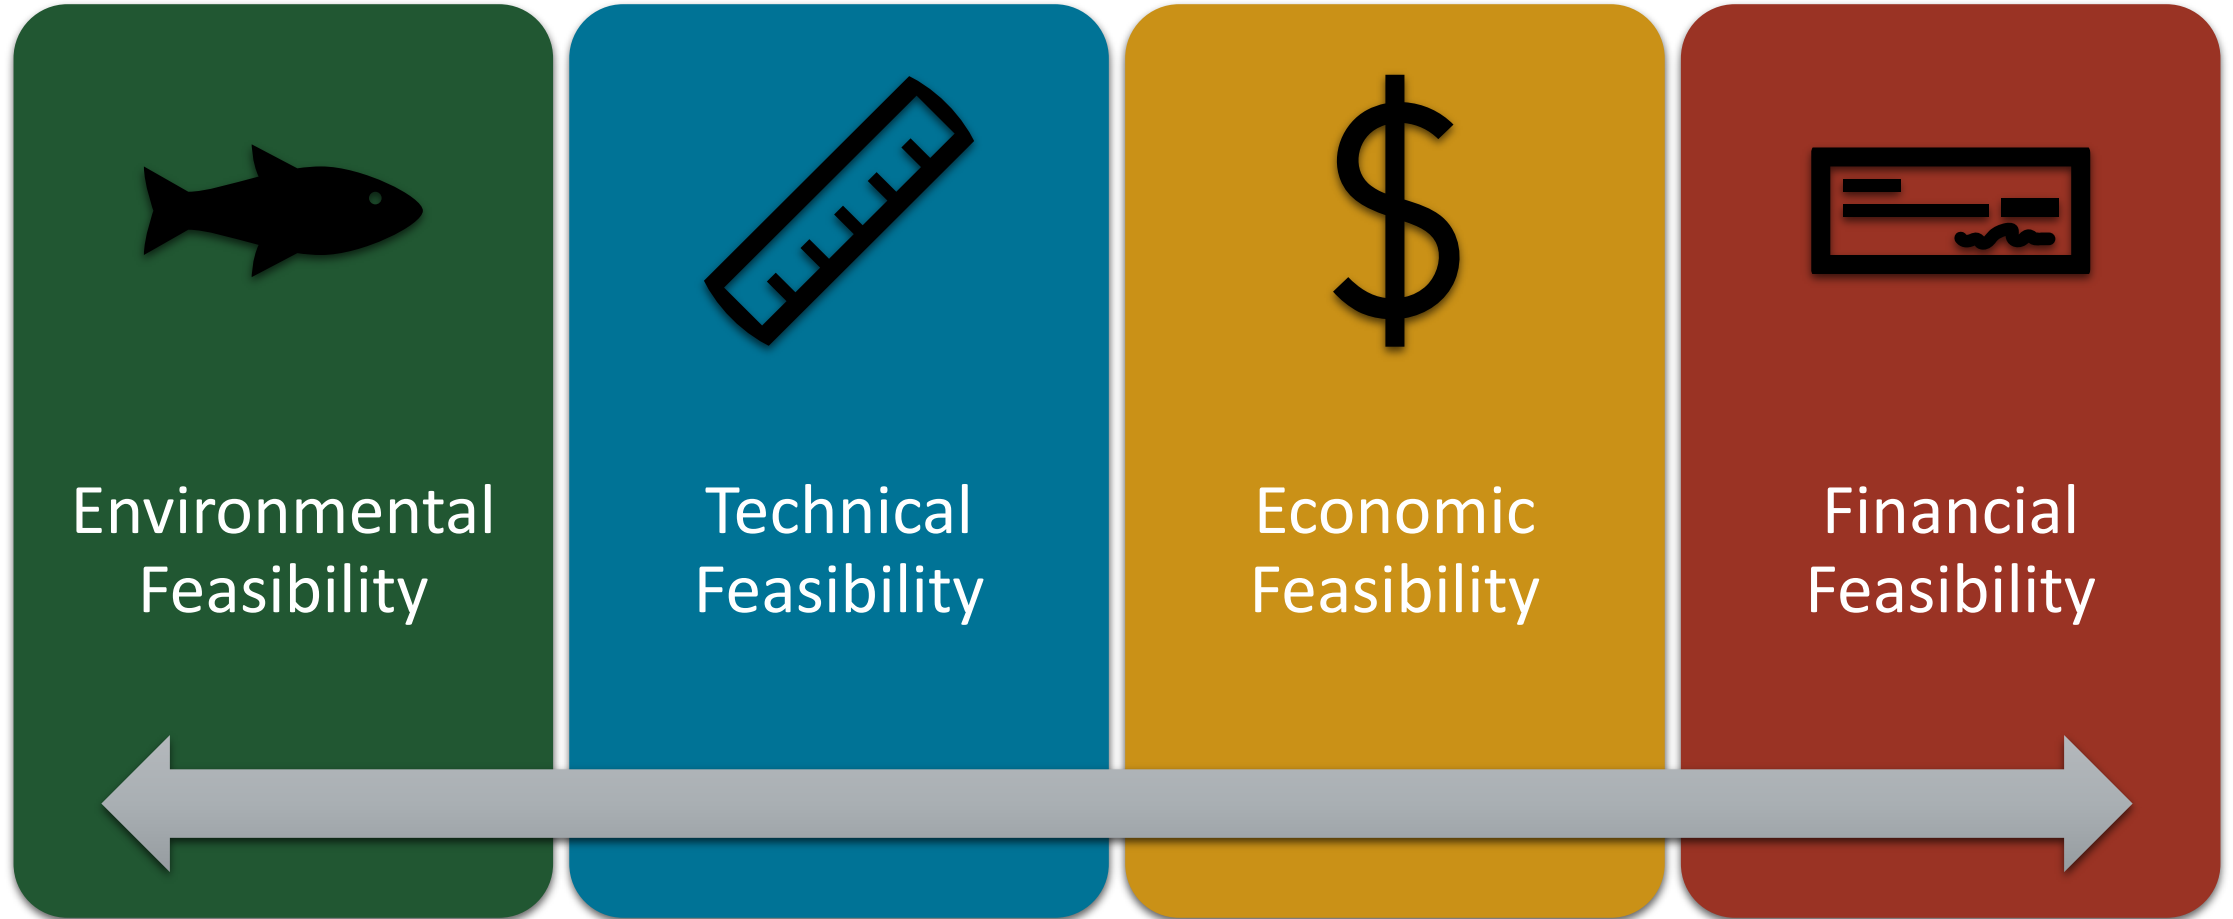 Environmental
Feasibility
Technical
Feasibility
Economic
Feasibility
Financial
Feasibility